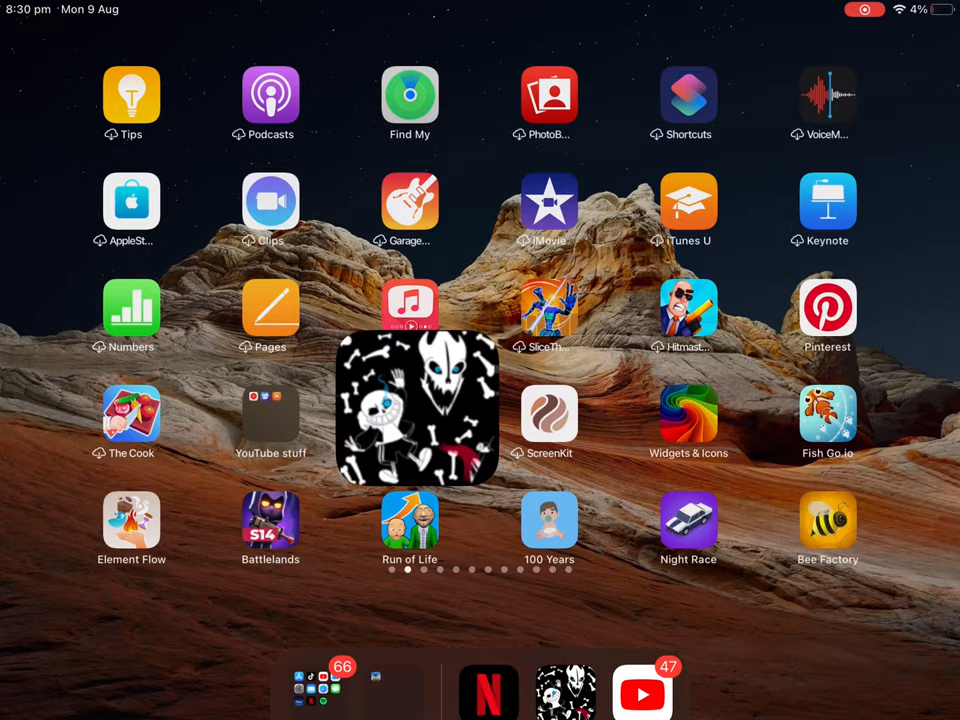 8:30 pm Mon 9 Aug
4%
Tips
Podcasts
Find My
PhotoB...
Shortcuts
VoiceM...
AppleSt...
Clips
Garage...
iMovie
iTunes U
Keynote
Numbers
Pages
SliceTh...
Hitmast...
Pinterest
The Cook
YouTube stuff
ScreenKit
Widgets & Icons
Fish Go.io
S14
Element Flow
Battlelands
Run of Life
100 Years
Night Race
Bee Factory
66
47